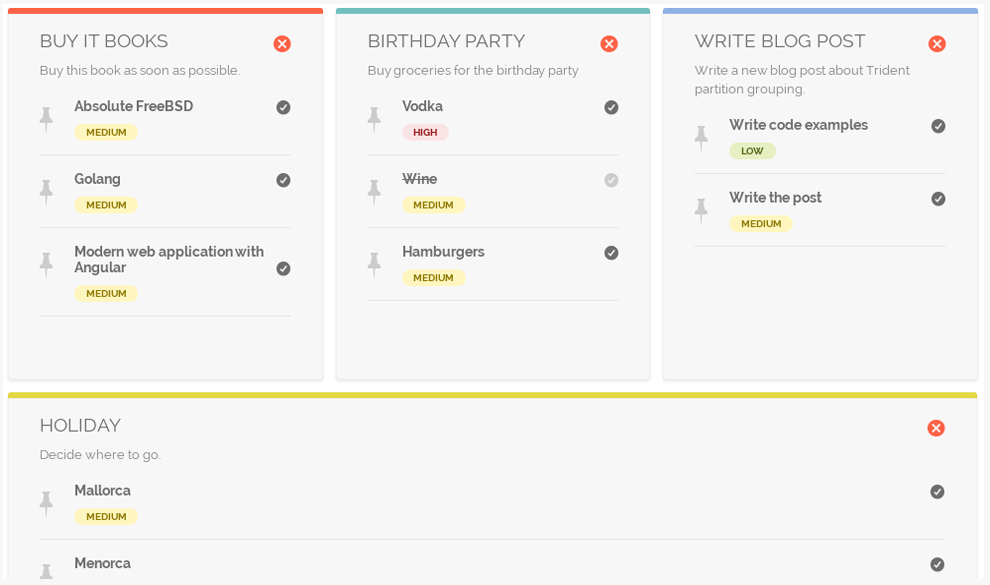 BUY IT BOOKS
Buy this book as soon as possible.
Absolute FreeBSD
MEDIUM
Golang
MEDIUM
Modern web application with
Angular
MEDIUM
BIRTHDAY PARTY
Buy groceries for the birthday party
Vodka
HIGH
Wine
MEDIUM
Hamburgers
MEDIUM
WRITE BLOG POST
Write a new blog post about Trident
partition grouping.
Write code examples
LOW
Write the post
MEDIUM
HOLIDAY
Decide where to go.
Mallorca
MEDIUM
Menorca